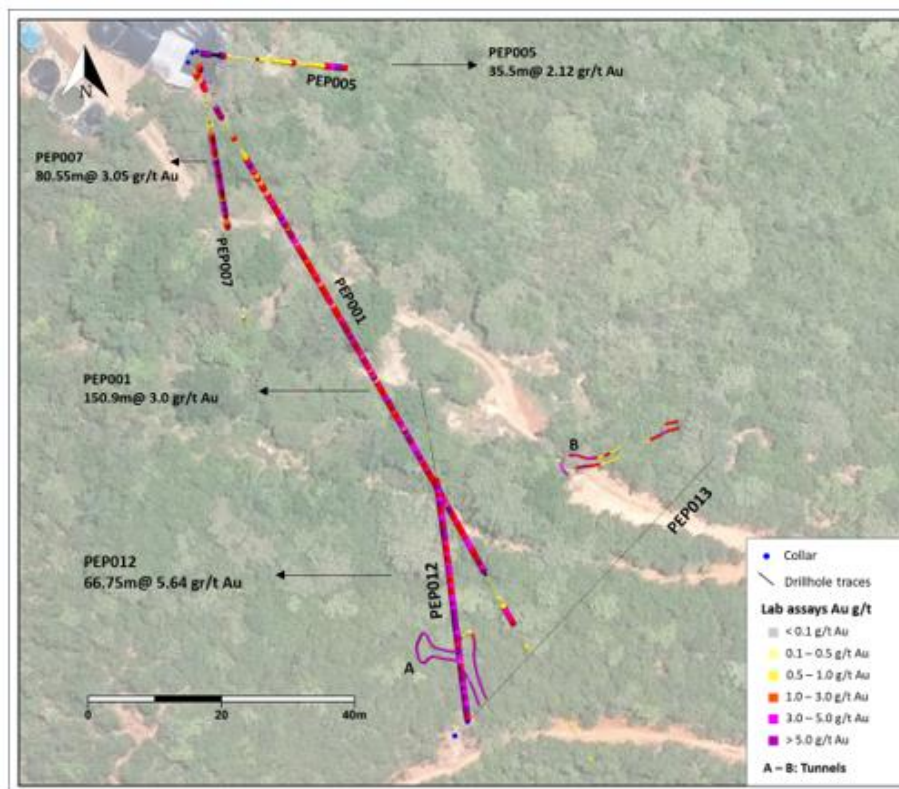 N
PEP005
35.5m@ 2.12 gr/t Au
PEP005
PEP007
80.55m@ 3.05 gr/t Au
PEP007
PEP001
PEP001
150.9m@ 3.0 gr/t Au
B
PEP013
PEP012
66.75m@ 5.64 gr/t Au
PEP012
A
0 20 40m
Collar
Drillhole traces
Lab assays Au g/t
< 0.1 g/t Au
0.1 – 0.5 g/t Au
0.5 – 1.0 g/t Au
1.0 – 3.0 g/t Au
3.0 – 5.0 g/t Au
> 5.0 g/t Au
A – B: Tunnels